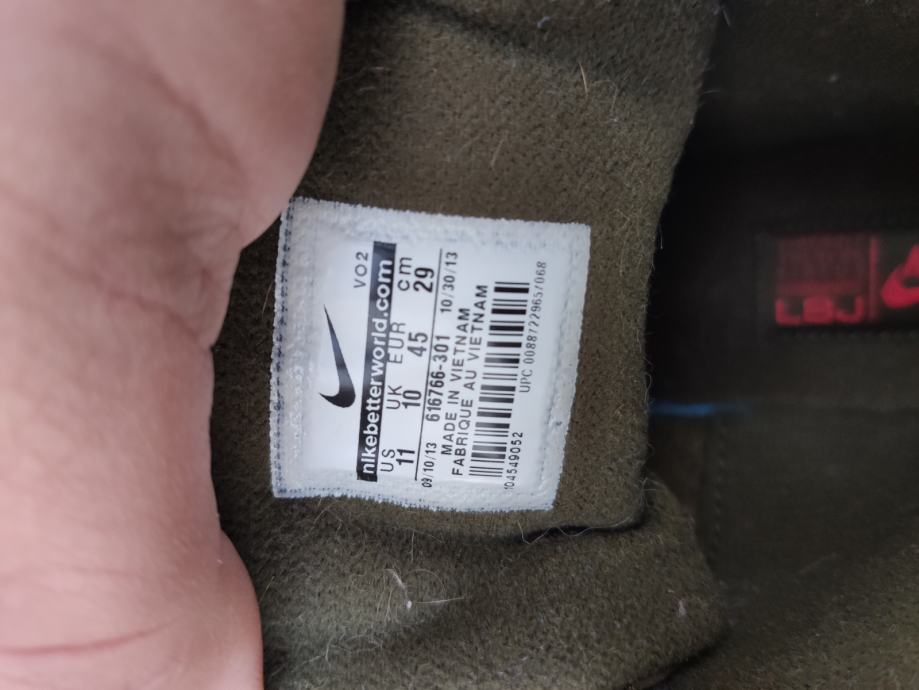 VO2
nikebetterworld.com
US UK EUR cm
11 10 45 29
09/10/13 616766-301 10/30/13
MADE IN VIETNAM
FABRIQUE AU VIETNAM
104549052
UPC 00887229657068
LBJ